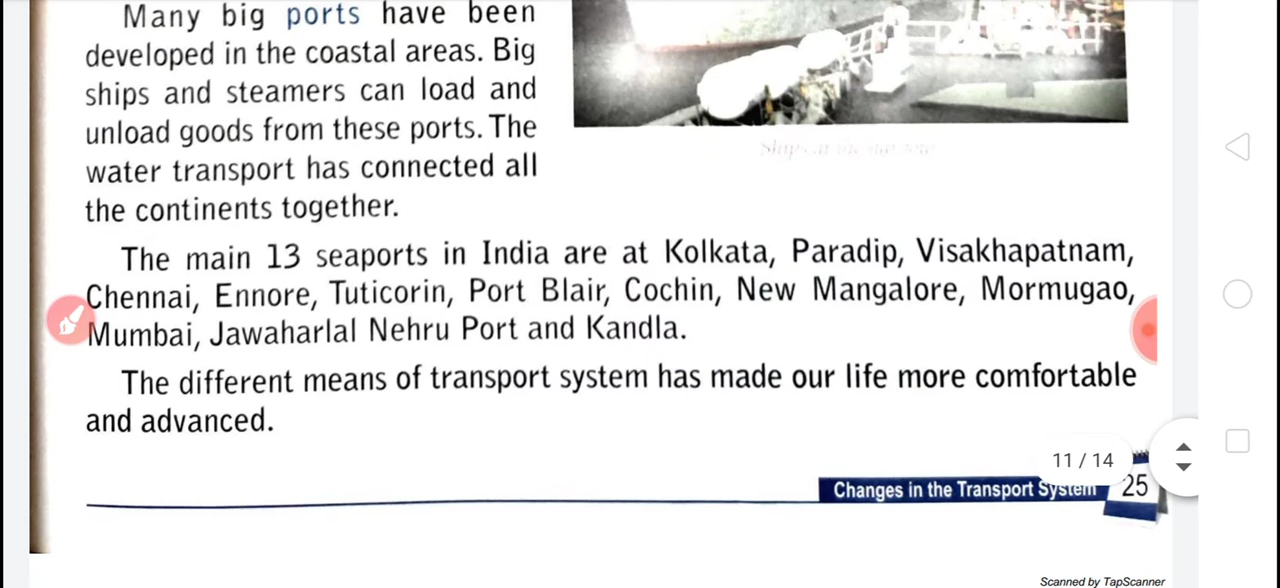 Many big ports have been
developed in the coastal areas. Big
ships and steamers can load and
unload goods from these ports. The
water transport has connected all
the continents together.
The main 13 seaports in India are at Kolkata, Paradip, Visakhapatnam,
Chennai, Ennore, Tuticorin, Port Blair, Cochin, New Mangalore, Mormugao,
Mumbai, Jawaharlal Nehru Port and Kandla.
The different means of transport system has made our life more comfortable
and advanced.
11 / 14
Changes in the Transport System 25
Scanned by TapScanner